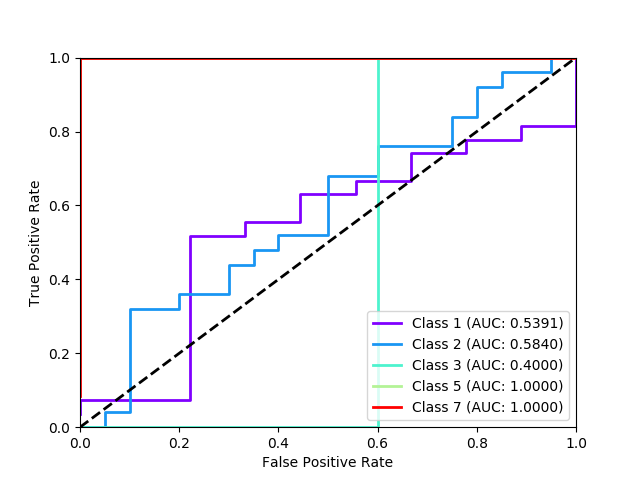 1.0
0.8
0.6
0.4
0.2
0.0
True Positive Rate
0.0 0.2 0.4 0.6 0.8 1.0
False Positive Rate
Class 1 (AUC: 0.5391)
Class 2 (AUC: 0.5840)
Class 3 (AUC: 0.4000)
Class 5 (AUC: 1.0000)
Class 7 (AUC: 1.0000)